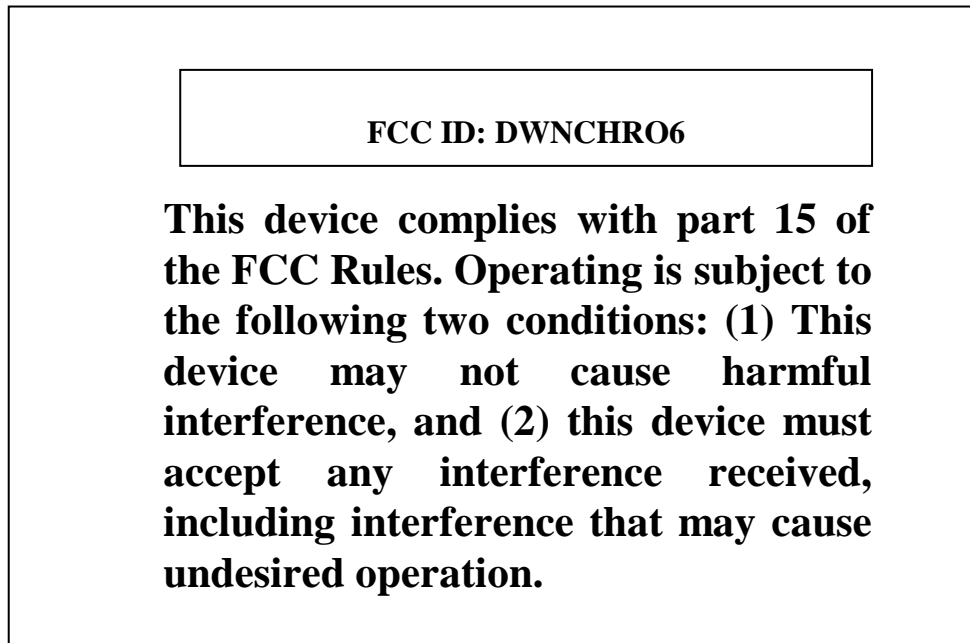 FCC ID: DWNCHRO6
This device complies with part 15 of
the FCC Rules. Operating is subject to
the following two conditions: (1) This
device may not cause harmful
interference, and (2) this device must
accept any interference received,
including interference that may cause
undesired operation.